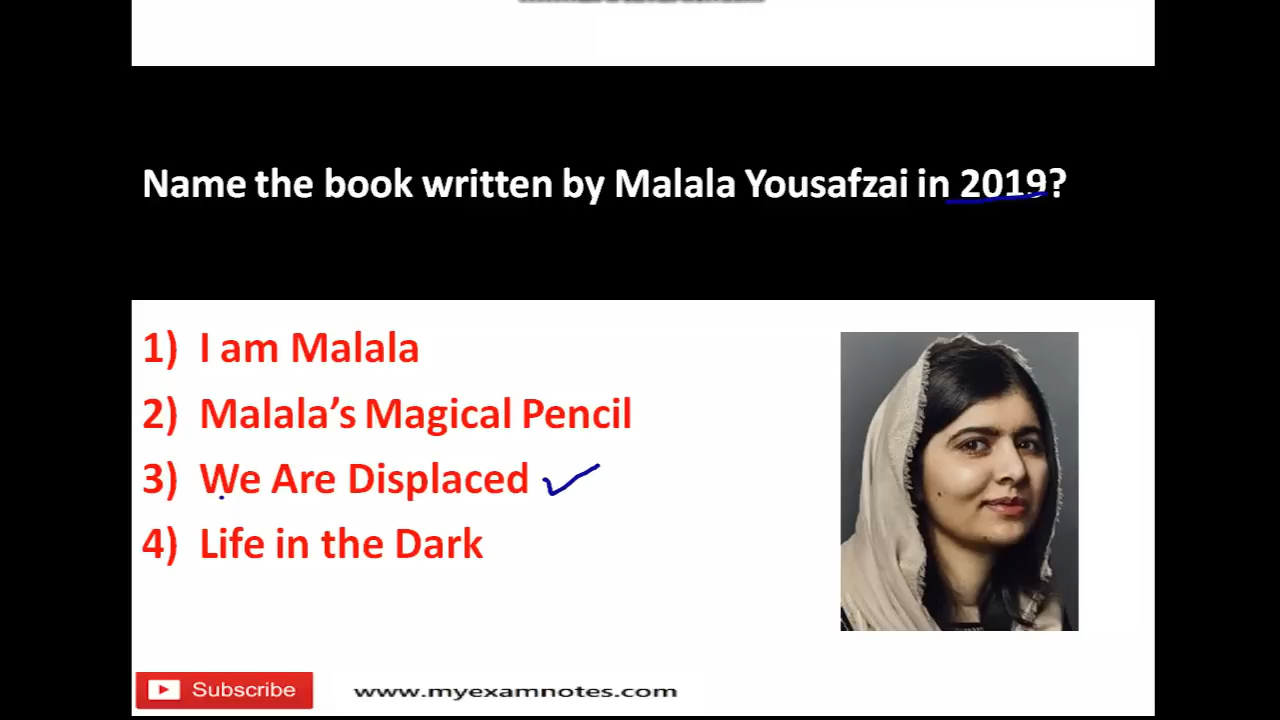 Name the book written by Malala Yousafzai in 2019?
1) I am Malala
2) Malala’s Magical Pencil
3) We Are Displaced
4) Life in the Dark
Subscribe www.myexamnotes.com